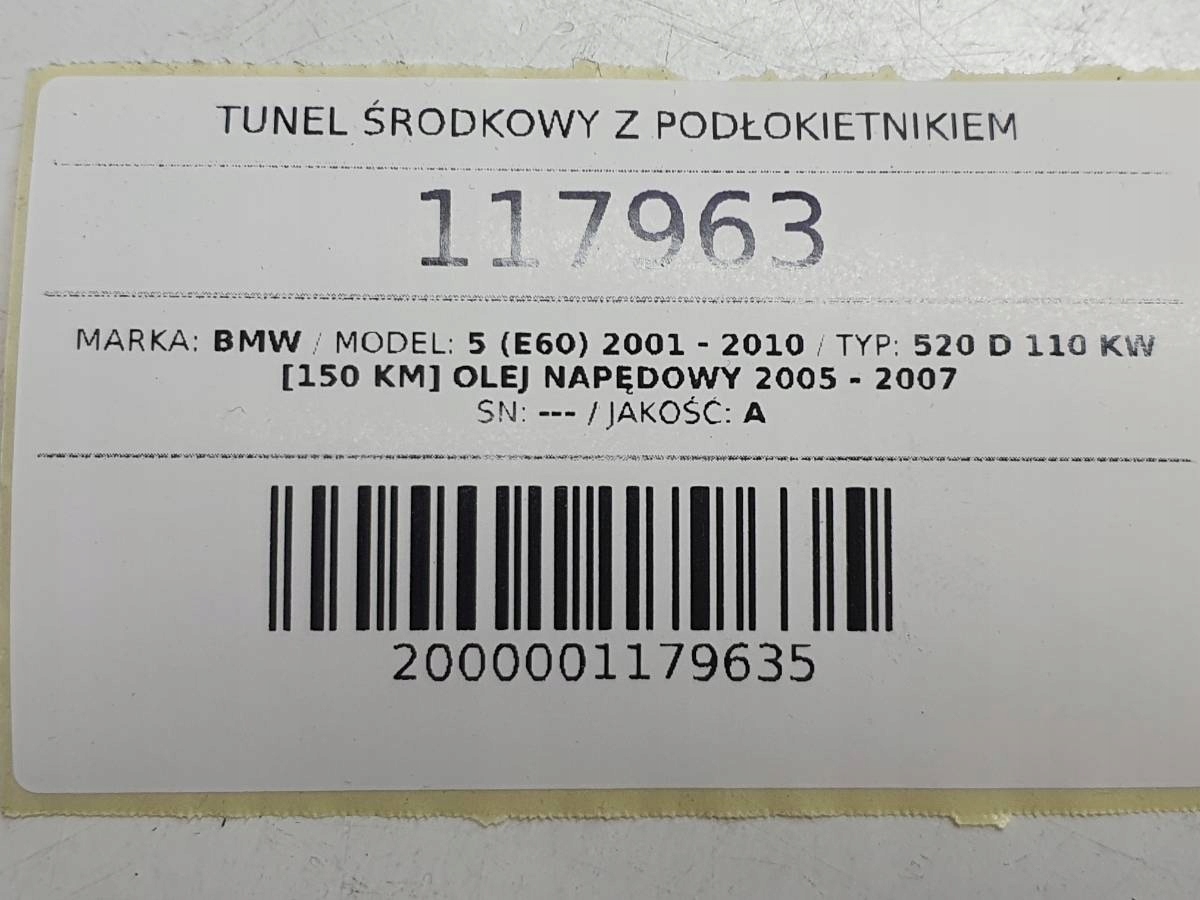 TUNEL ŚRODKOWY Z PODŁOKIETNIKIEM
117963
MARKA: BMW / MODEL: 5 (E60) 2001 - 2010 / TYP: 520 D 110 KW
[150 KM] OLEJ NAPĘDOWY 2005 - 2007
SN: --- / JAKOŚĆ: A
2000001179635